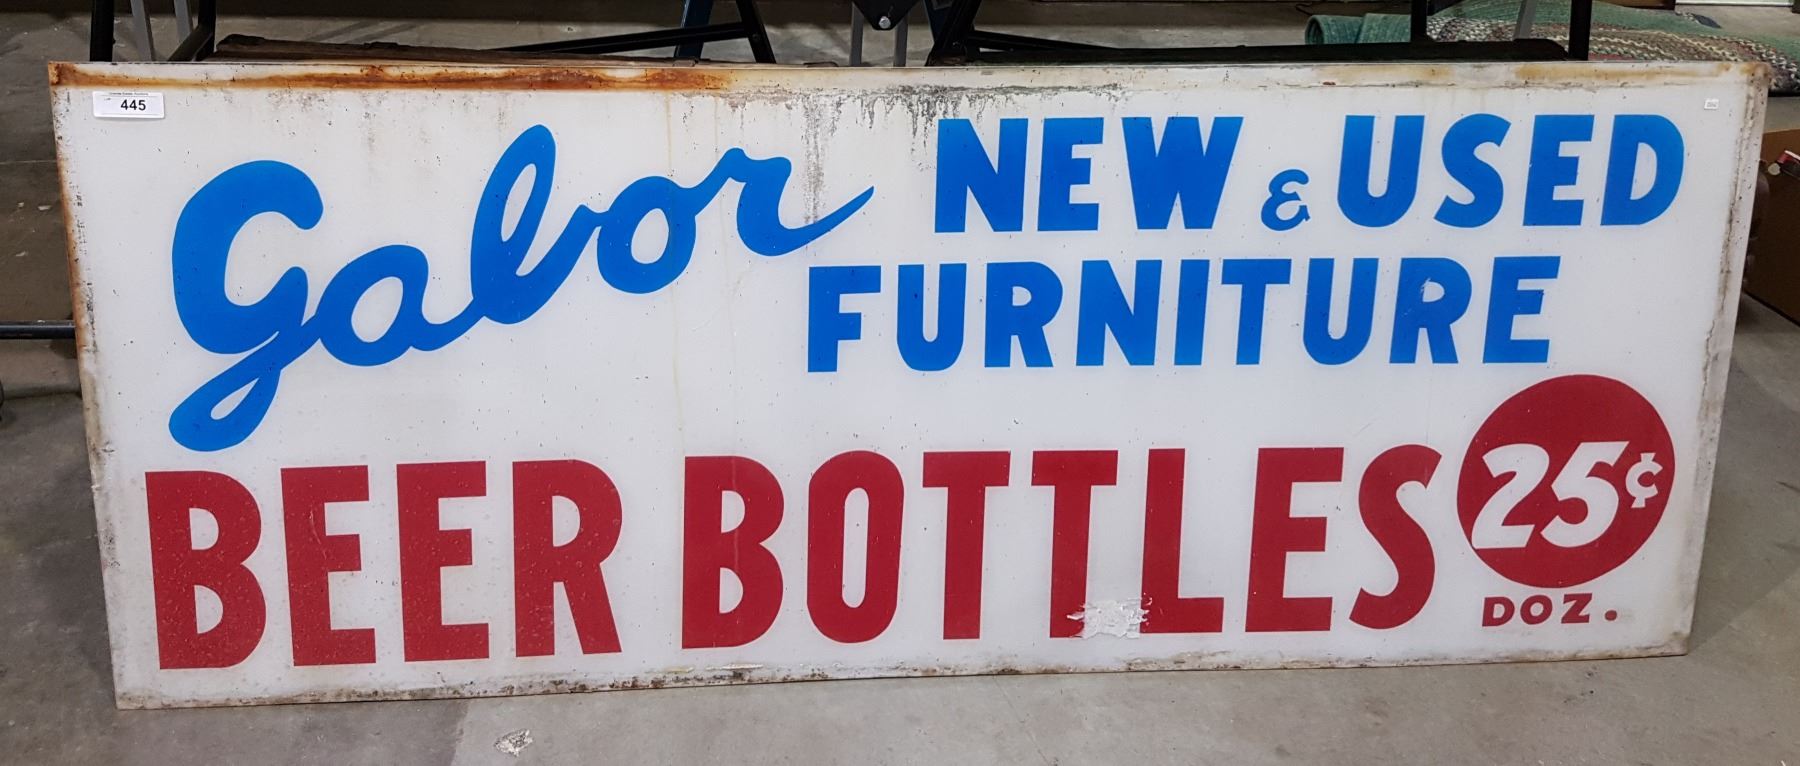 445
Gabor NEW & USED
FURNITURE
BEER BOTTLES 25¢
DOZ.